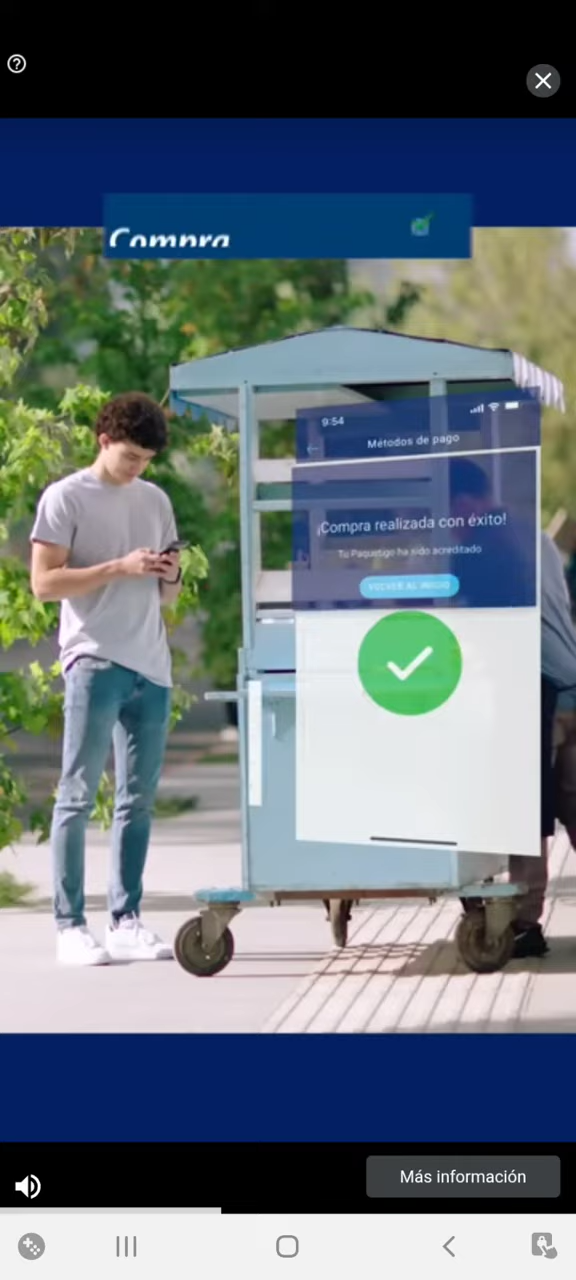 Compra
9:54
Métodos de pago
¡Compra realizada con éxito!
Tu Paquetigo ha sido acreditado
VOLVER AL INICIO
Más información